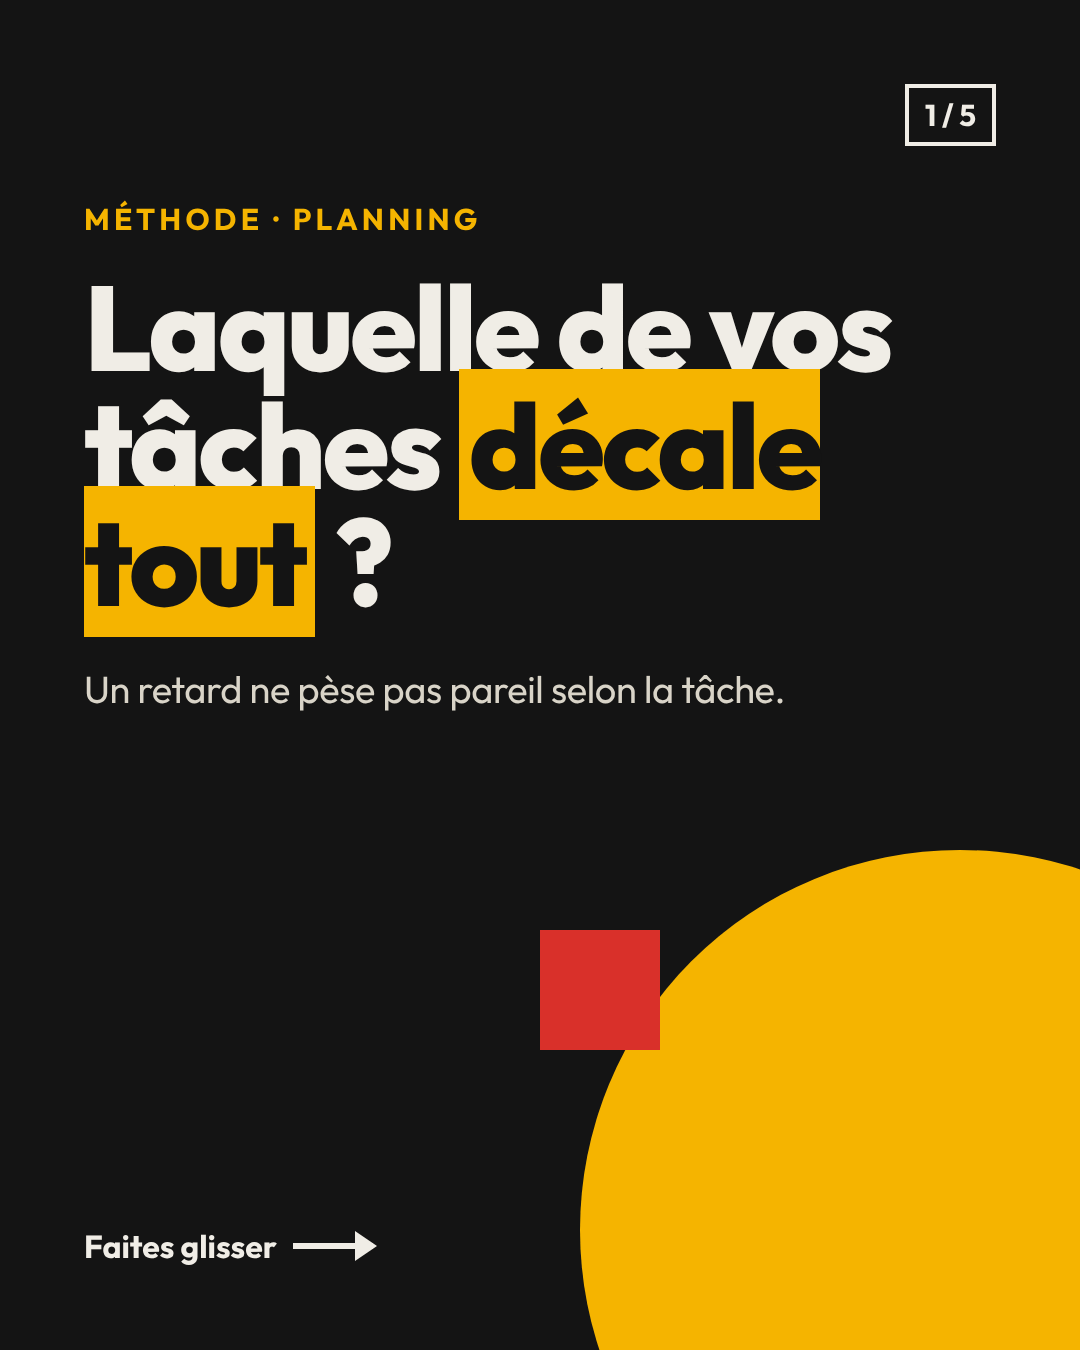 1/5
MÉTHODE · PLANNING
Laquelle de vos
tâches décale
tout ?
Un retard ne pèse pas pareil selon la tâche.
Faites glisser